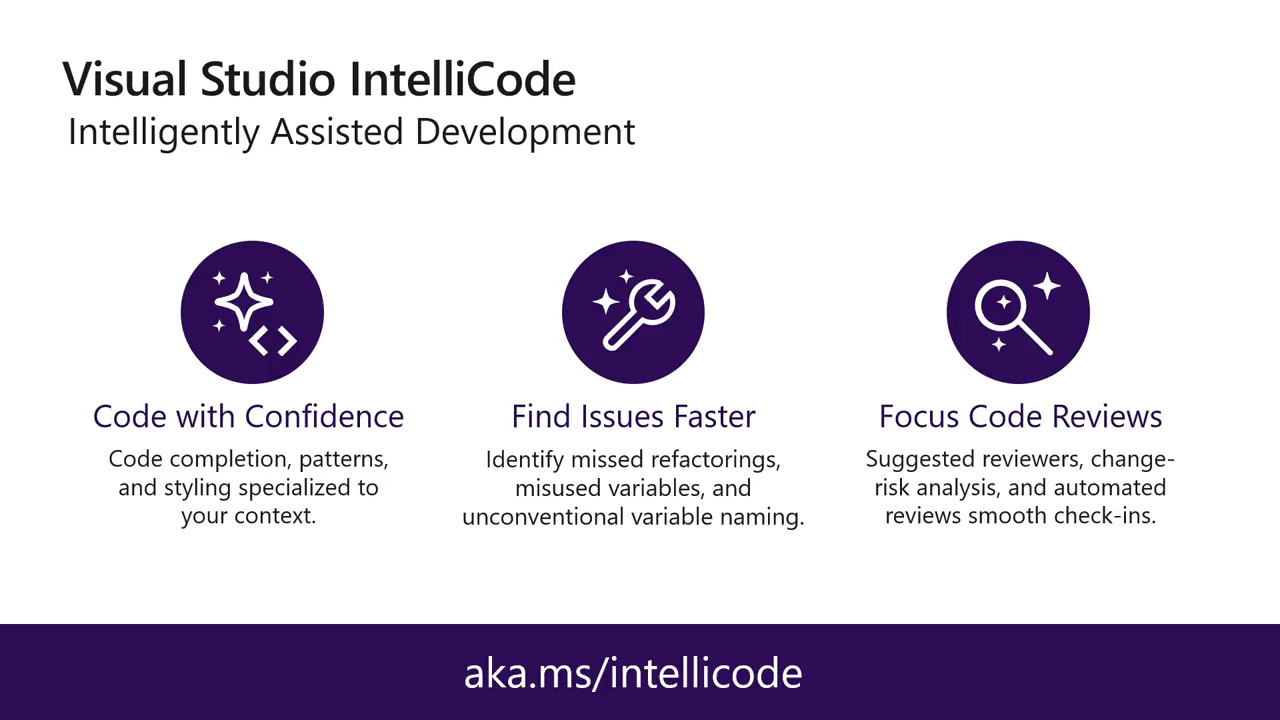 Visual Studio IntelliCode
Intelligently Assisted Development
Code with Confidence
Code completion, patterns,
and styling specialized to
your context.
Find Issues Faster
Identify missed refactorings,
misused variables, and
unconventional variable naming.
Focus Code Reviews
Suggested reviewers, change-
risk analysis, and automated
reviews smooth check-ins.
aka.ms/intellicode